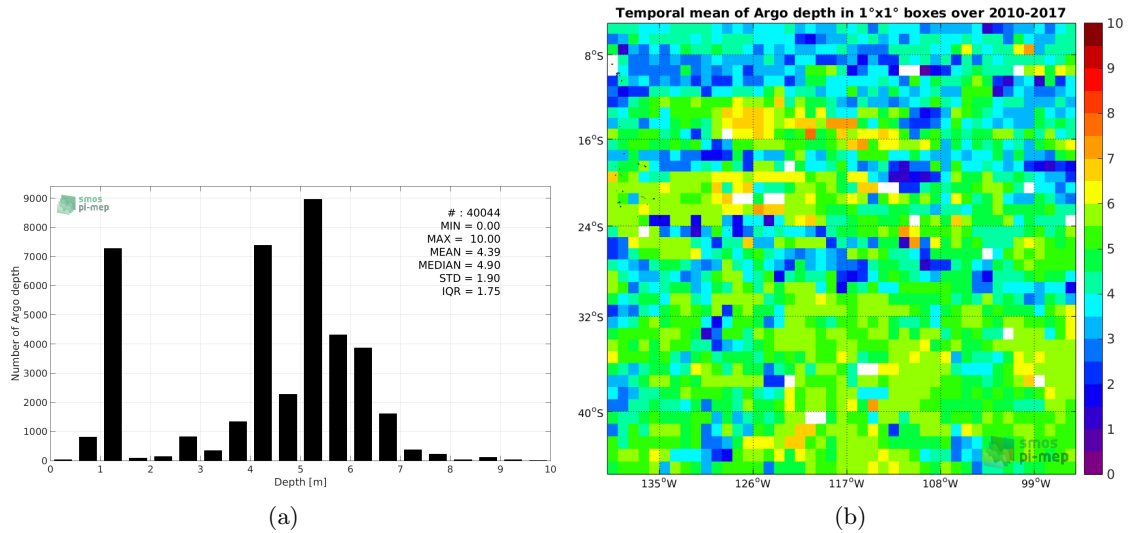 smos
pi-mep
# : 40044
MIN = 0.00
MAX = 10.00
MEAN = 4.39
MEDIAN = 4.90
STD = 1.90
IQR = 1.75
Number of Argo depth
9000
8000
7000
6000
5000
4000
3000
2000
1000
0
0 1 2 3 4 5 6 7 8 9 10
Depth [m]
(a)
Temporal mean of Argo depth in 1°x1° boxes over 2010-2017
8°S
16°S
24°S
32°S
40°S
135°W 126°W 117°W 108°W 99°W
smos
pi-mep
10
9
8
7
6
5
4
3
2
1
0
(b)